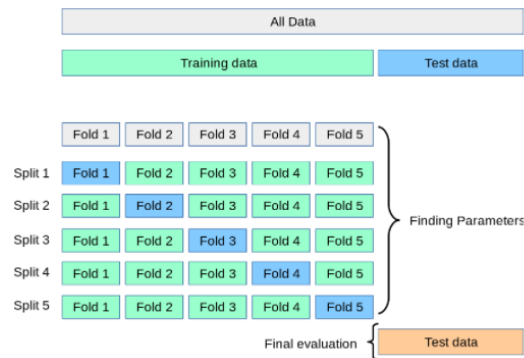 All Data
Training data Test data
Fold 1 Fold 2 Fold 3 Fold 4 Fold 5
Split 1 Fold 1 Fold 2 Fold 3 Fold 4 Fold 5
Split 2 Fold 1 Fold 2 Fold 3 Fold 4 Fold 5
Finding Parameters
Split 3 Fold 1 Fold 2 Fold 3 Fold 4 Fold 5
Split 4 Fold 1 Fold 2 Fold 3 Fold 4 Fold 5
Split 5 Fold 1 Fold 2 Fold 3 Fold 4 Fold 5
Final evaluation Test data